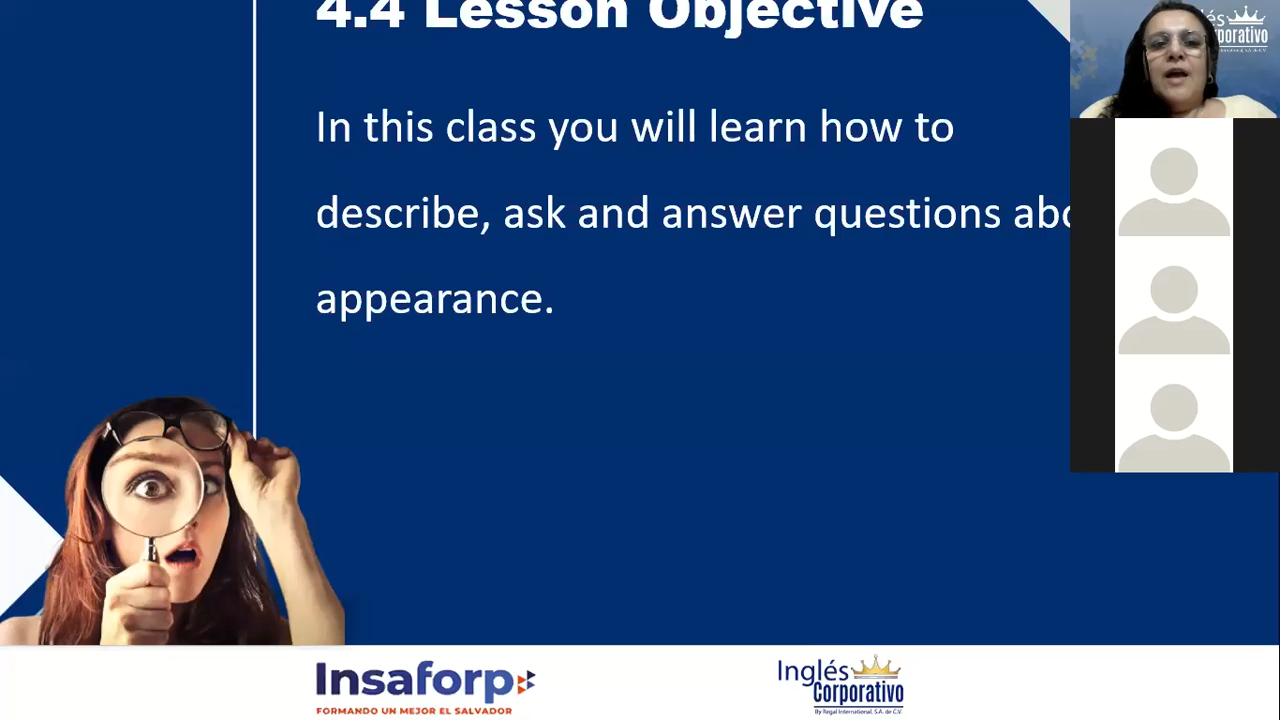 4.4 Lesson Objective
In this class you will learn how to
describe, ask and answer questions abo
appearance.
Insaforp
FORMANDO UN MEJOR EL SALVADOR
Inglés
Corporativo
By Regal International, S.A. de C.V.